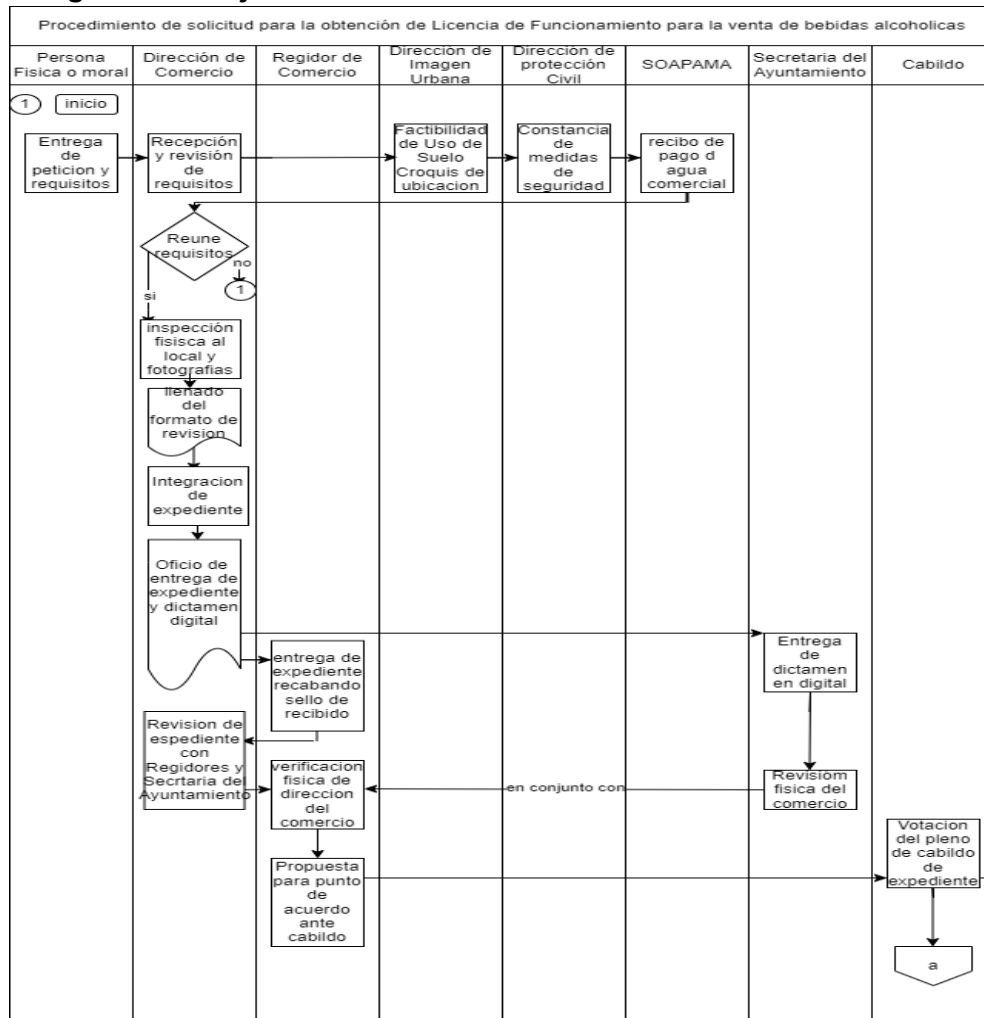 Procedimiento de solicitud para la obtención de Licencia de Funcionamiento para la venta de bebidas alcoholicas
Persona
Fisica o moral
Dirección de
Comercio
Regidor de
Comercio
Dirección de
Imagen
Urbana
Dirección de
protección
Civil
SOAPAMA
Secretaria del
Ayuntamiento
Cabildo
1
inicio
Entrega
de
peticion y
requisitos
Recepción
y revisión
de
requisitos
Factibilidad
de Uso de
Suelo
Croquis de
ubicacion
Constancia
de
medidas
de
seguridad
recibo de
pago d
agua
comercial
Reune
requisitos
no
1
si
inspección
fisisca al
local y
fotografias
llenado
del
formato de
revision
Integracion
de
expediente
Oficio de
entrega de
expediente
y dictamen
digital
entrega de
expediente
recabando
sello de
recibido
Entrega
de
dictamen
en digital
Revision de
espediente
con
Regidores y
Secrtaria del
Ayuntamiento
verificacion
fisica de
direccion
del
comercio
en conjunto con
Revisióm
fisica del
comercio
Propuesta
para punto
de
acuerdo
ante
cabildo
Votacion
del pleno
de cabildo
de
expediente
a